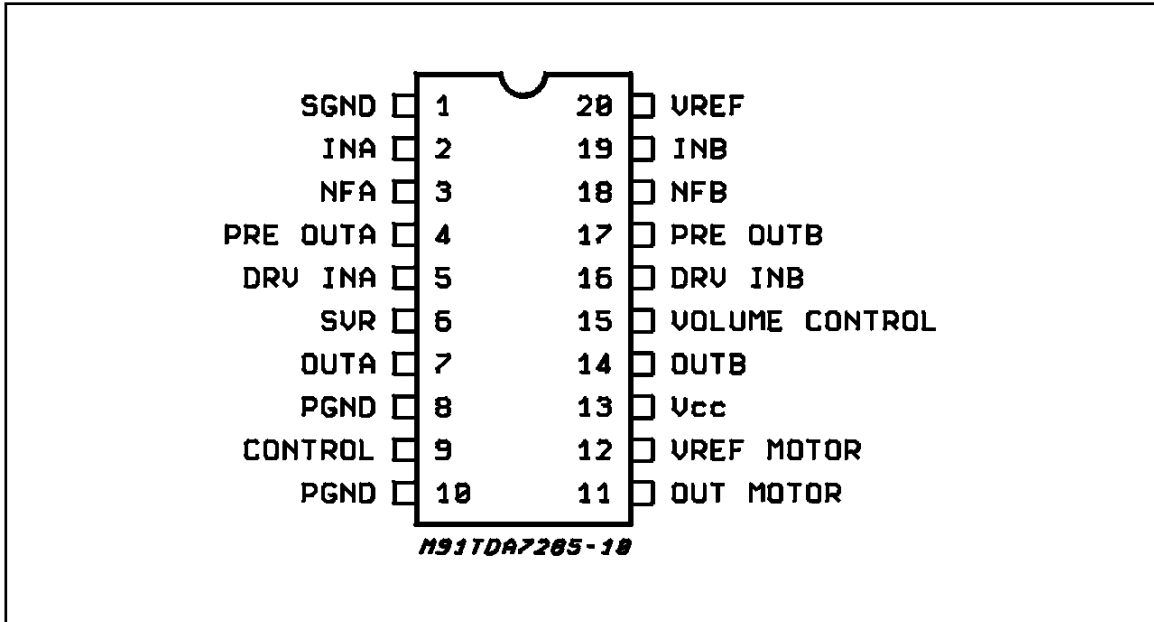 SGND 1 20 VREF
INA 2 19 INB
NFA 3 18 NFB
PRE OUTA 4 17 PRE OUTB
DRV INA 5 16 DRV INB
SVR 6 15 VOLUME CONTROL
OUTA 7 14 OUTB
PGND 8 13 Vcc
CONTROL 9 12 VREF MOTOR
PGND 10 11 OUT MOTOR
M91TDA7285-10